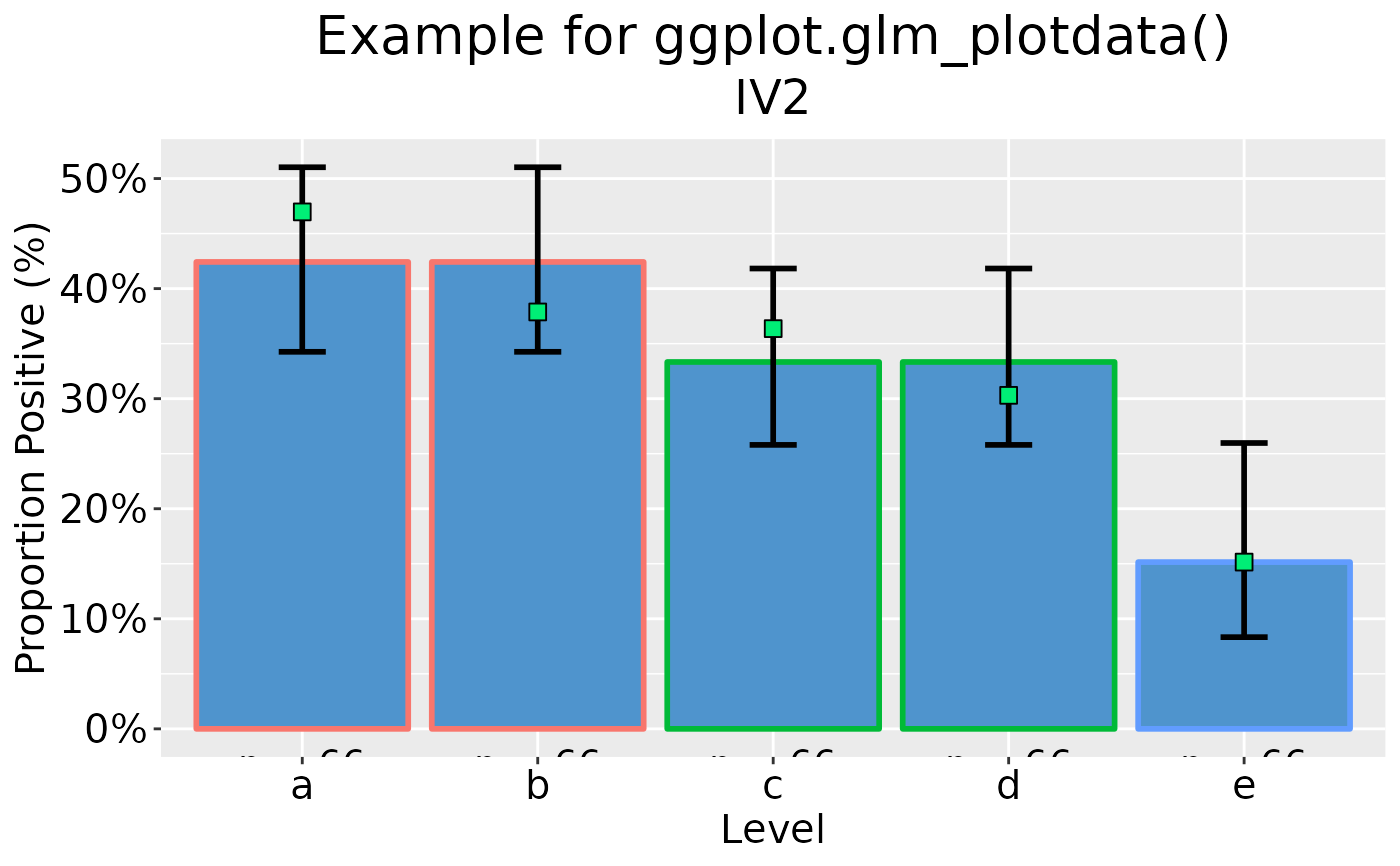 Example for ggplot.glm_plotdata()
IV2
Proportion Positive (%)
50%
40%
30%
20%
10%
0%
a b c d e
Level